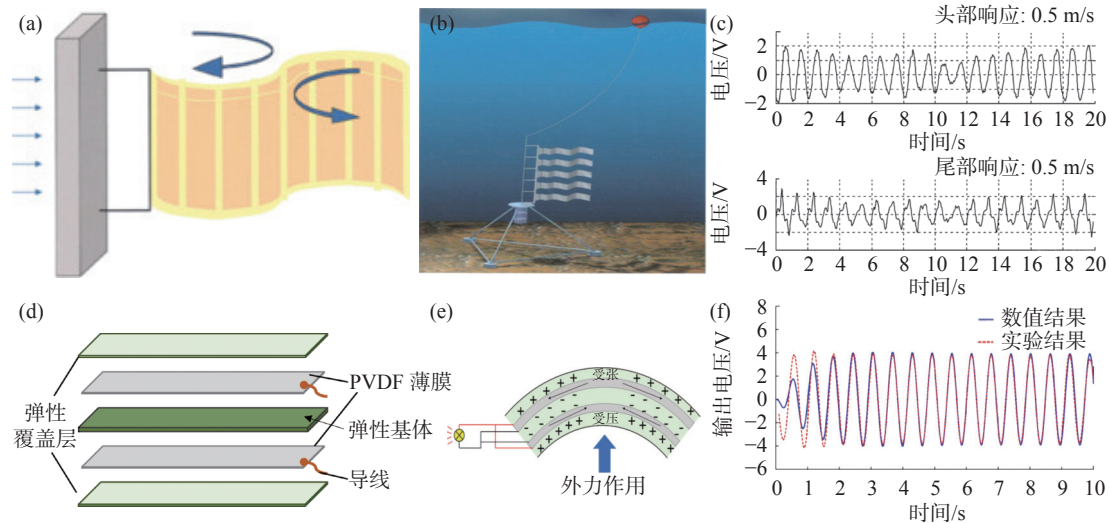 (a)
(b)
(c)
头部响应: 0.5 m/s
电压/V
2
1
0
−1
−2
0 2 4 6 8 10 12 14 16 18 20
时间/s
尾部响应: 0.5 m/s
电压/V
4
2
0
−2
−4
0 2 4 6 8 10 12 14 16 18 20
时间/s
(d)
弹性
覆盖层
PVDF 薄膜
弹性基体
导线
(e)
受张
受压
外力作用
(f)
数值结果
实验结果
输出电压/V
8
6
4
2
0
−2
−4
−6
0 1 2 3 4 5 6 7 8 9 10
时间/s